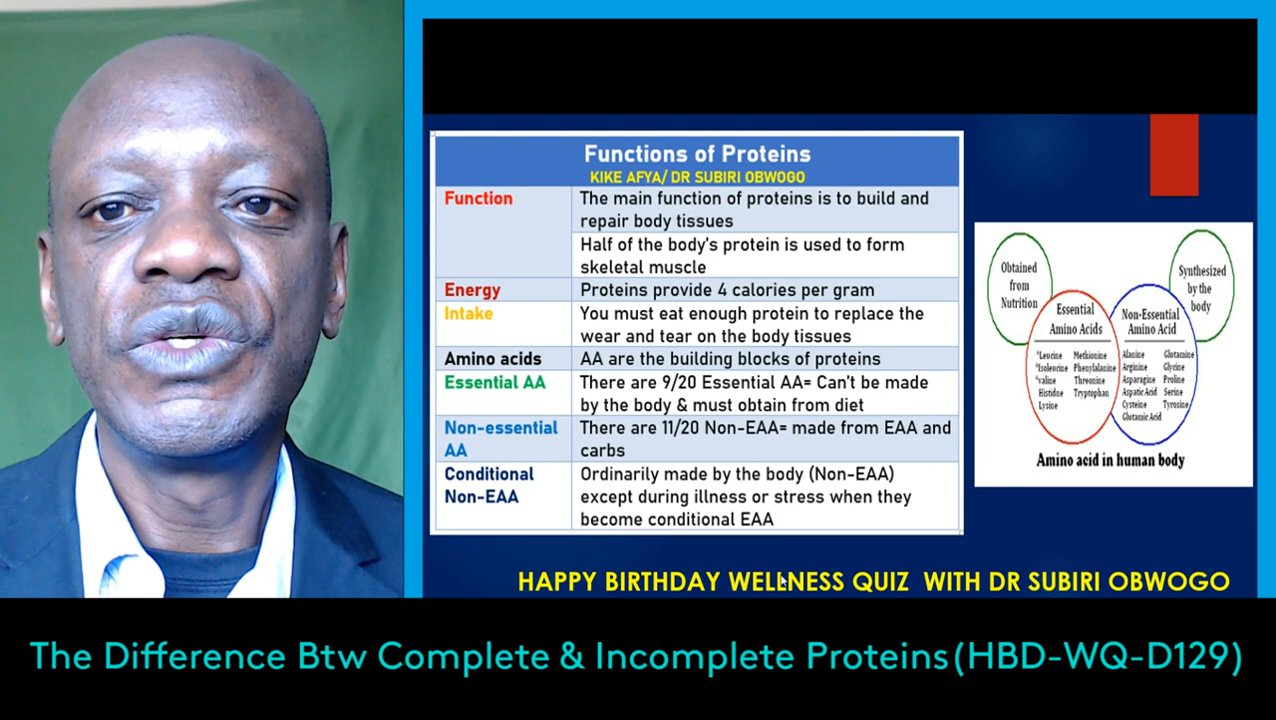 Functions of Proteins
KIKE AFYA/ DR SUBIRI OBWOGO
Function
The main function of proteins is to build and
repair body tissues
Half of the body's protein is used to form
skeletal muscle
Energy
Proteins provide 4 calories per gram
Intake
You must eat enough protein to replace the
wear and tear on the body tissues
Amino acids
AA are the building blocks of proteins
Essential AA
There are 9/20 Essential AA= Can't be made
by the body & must obtain from diet
Non-essential
AA
There are 11/20 Non-EAA= made from EAA and
carbs
Conditional
Non-EAA
Ordinarily made by the body (Non-EAA)
except during illness or stress when they
become conditional EAA
Obtained
from
Nutrition
Synthesized
by the
body
Essential
Amino Acids
*Leucine Methionine
*Isoleucine Phenylalanine
*valine Threonine
Histidne Tryptophan
Lysine
Non-Essential
Amino Acid
Alanine Glutamine
Arginine Glycine
Asparagine Proline
Aspatic Acid Serine
Cysteine Tyrosine
Glutamic Acid
Amino acid in human body
HAPPY BIRTHDAY WELLNESS QUIZ WITH DR SUBIRI OBWOGO
The Difference Btw Complete & Incomplete Proteins (HBD-WQ-D129)